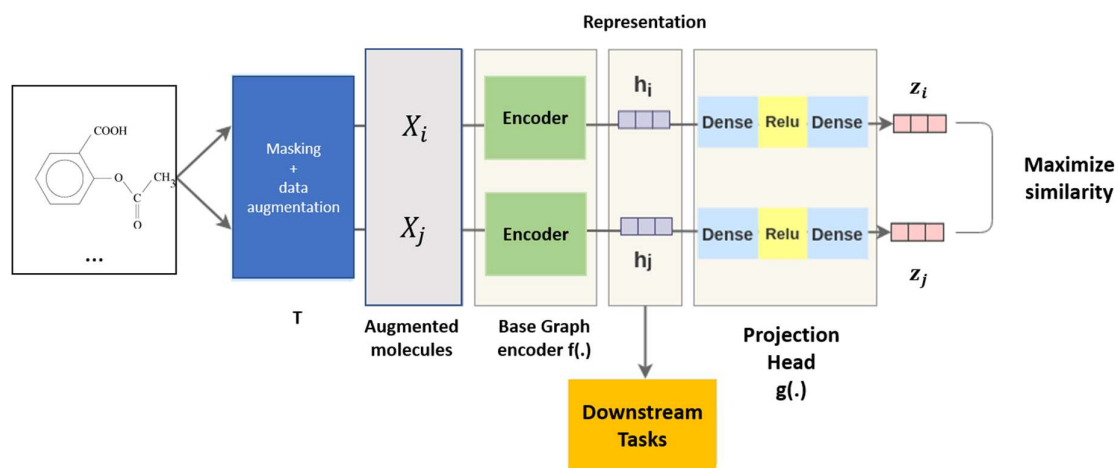 Representation
COOH
O
CH3
C
O
...
Masking
+
data
augmentation
T
Xi
Xj
Augmented
molecules
Encoder
Encoder
Base Graph
encoder f(.)
hi
hj
Downstream
Tasks
Dense Relu Dense
Dense Relu Dense
Projection
Head
g(.)
zi
zj
Maximize
similarity